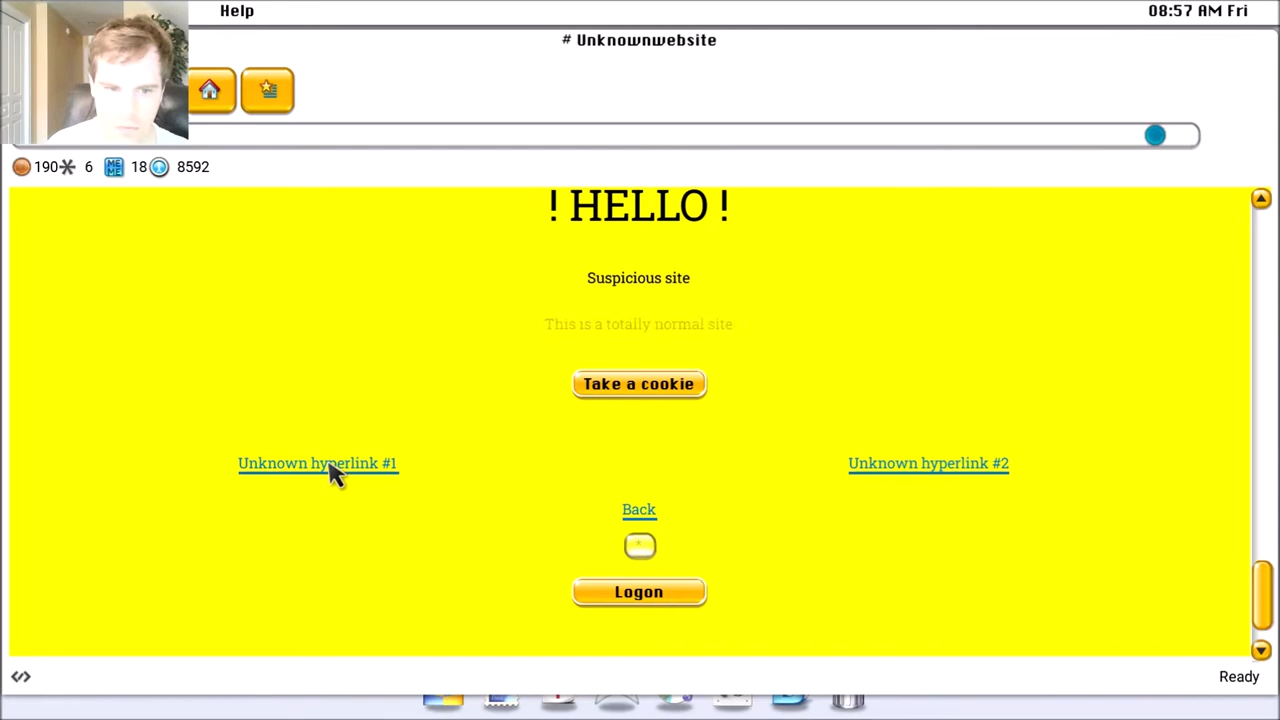 Help
08:57 AM Fri
# Unknownwebsite
190 6 MEME 18 8592
! HELLO !
Suspicious site
This is a totally normal site
Take a cookie
Unknown hyperlink #1 Unknown hyperlink #2
Back
*
Logon
Ready